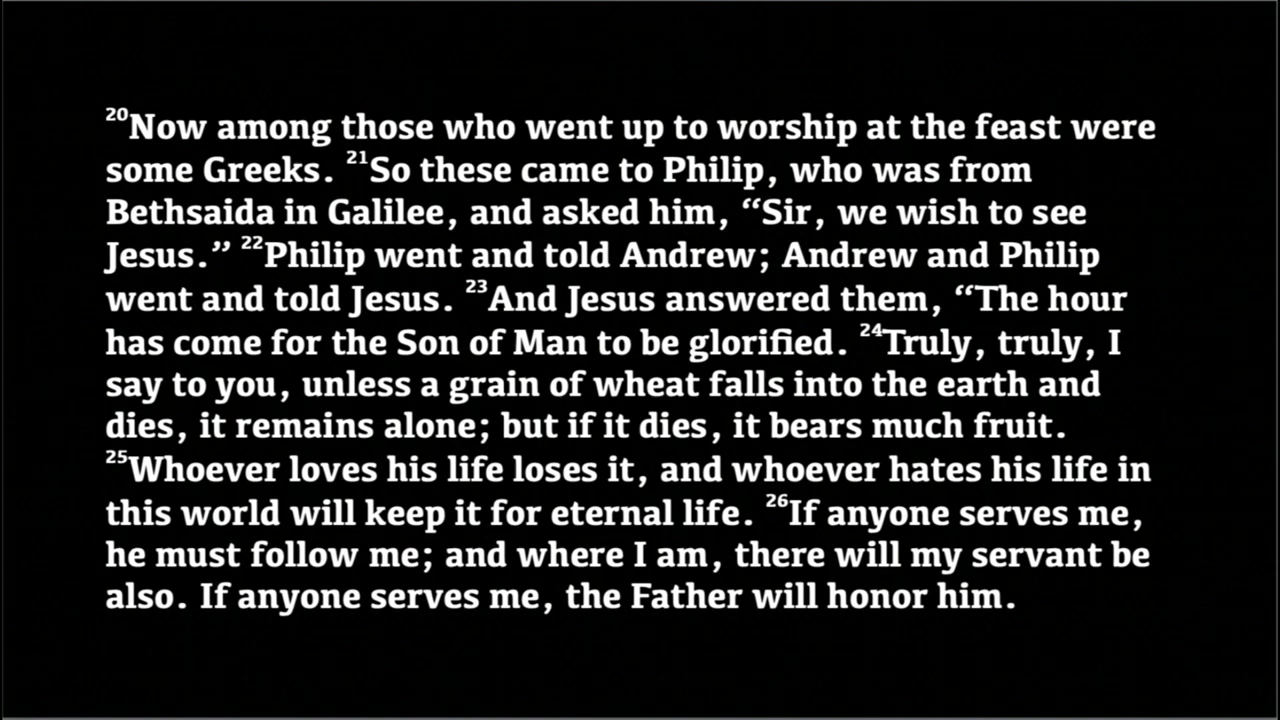 20Now among those who went up to worship at the feast were
some Greeks. 21So these came to Philip, who was from
Bethsaida in Galilee, and asked him, “Sir, we wish to see
Jesus.” 22Philip went and told Andrew; Andrew and Philip
went and told Jesus. 23And Jesus answered them, “The hour
has come for the Son of Man to be glorified. 24Truly, truly, I
say to you, unless a grain of wheat falls into the earth and
dies, it remains alone; but if it dies, it bears much fruit.
25Whoever loves his life loses it, and whoever hates his life in
this world will keep it for eternal life. 26If anyone serves me,
he must follow me; and where I am, there will my servant be
also. If anyone serves me, the Father will honor him.